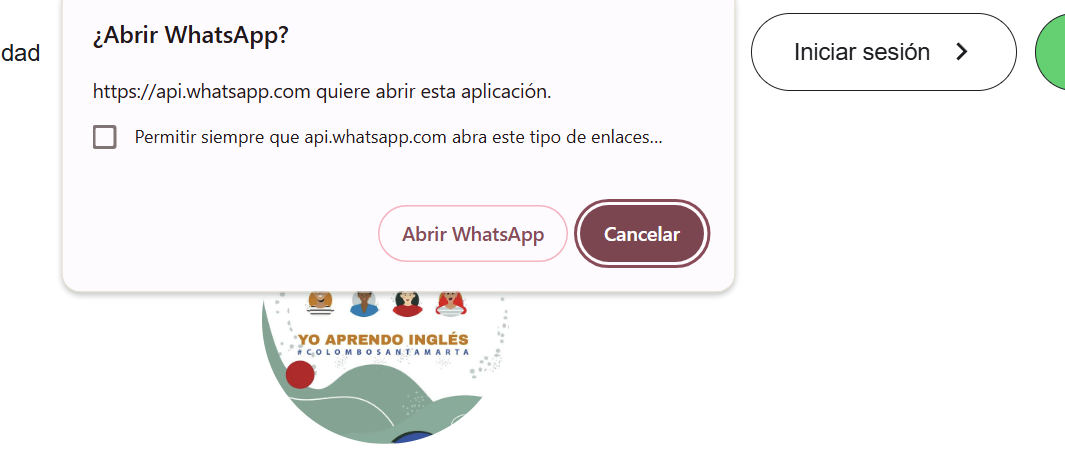 ¿Abrir WhatsApp?
dad
Iniciar sesión
https://api.whatsapp.com quiere abrir esta aplicación.
Permitir siempre que api.whatsapp.com abra este tipo de enlaces…
Abrir WhatsApp
Cancelar
YO APRENDO INGLÉS
#COLOMBOSANTAMARTA